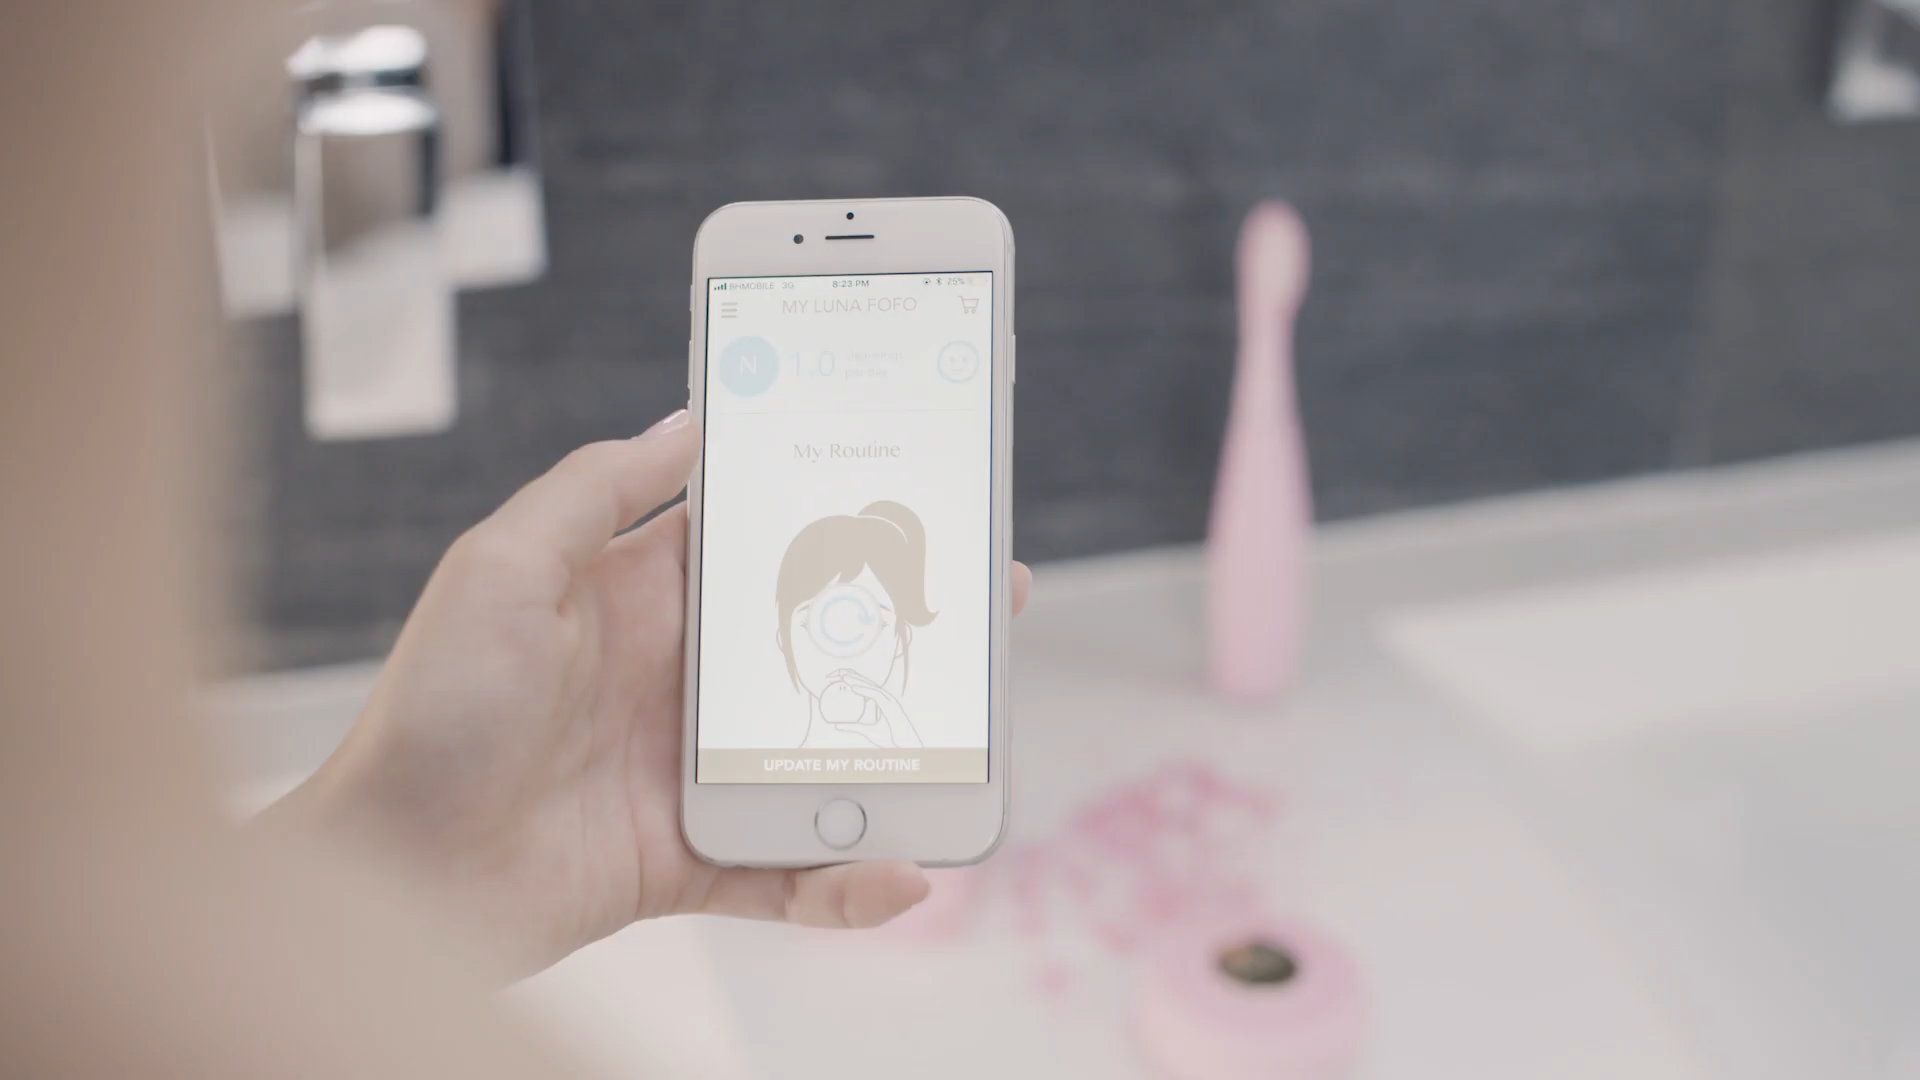 BHMOBILE 3G 8:23 PM 25%
MY LUNA FOFO
N 1.0
My Routine
UPDATE MY ROUTINE